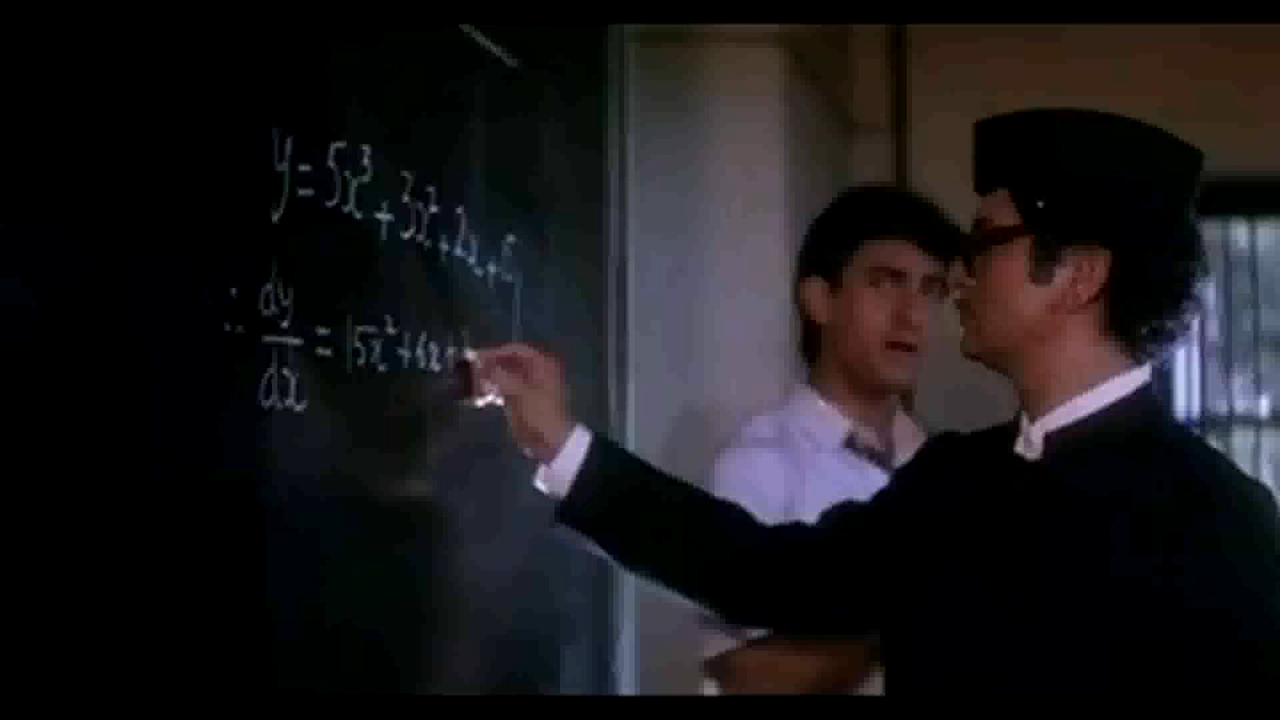 y = 5x³ + 3x² + 2x + 5
∴ dy/dx = 15x² + 6x +